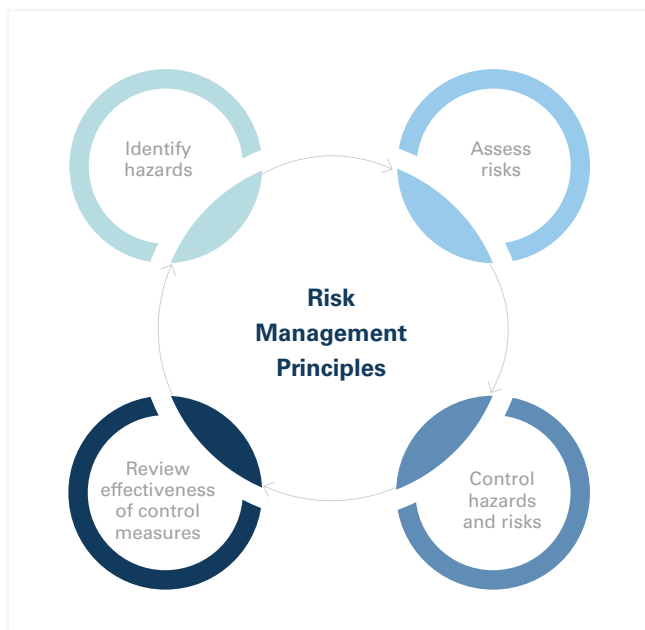 Identify
hazards
Assess
risks
Risk
Management
Principles
Review
effectiveness
of control
measures
Control
hazards
and risks